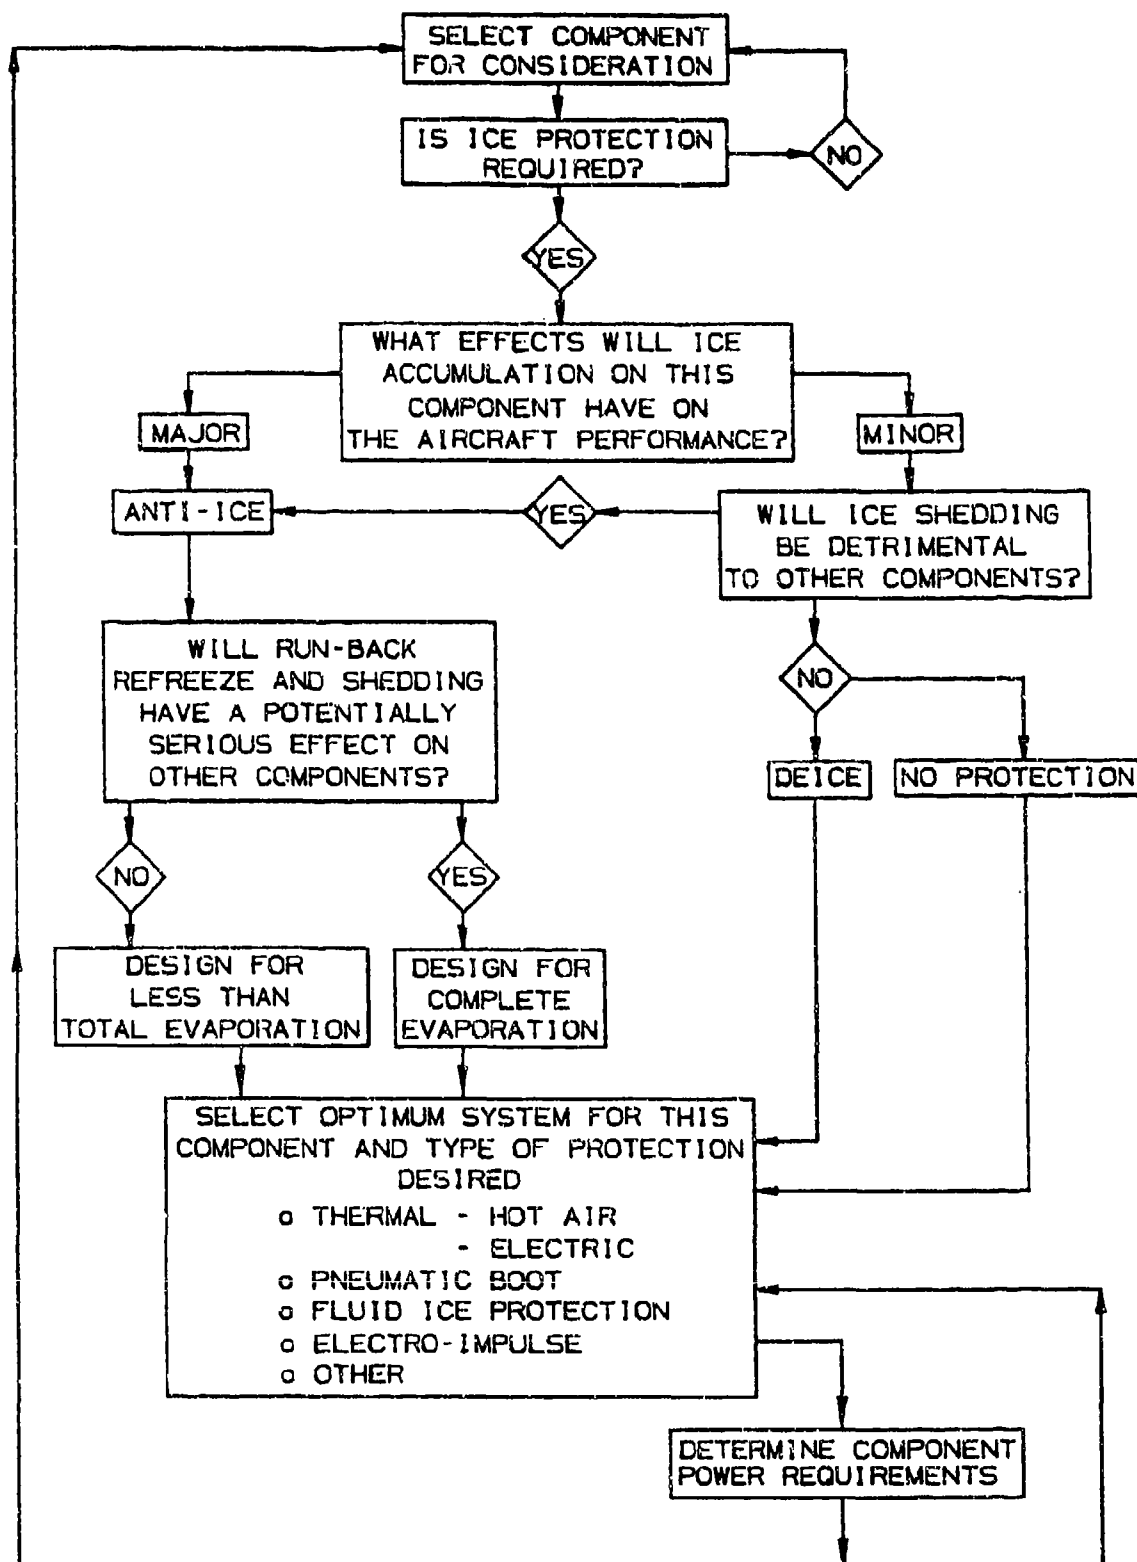 SELECT COMPONENT
FOR CONSIDERATION
IS ICE PROTECTION
REQUIRED?
NO
YES
WHAT EFFECTS WILL ICE
ACCUMULATION ON THIS
COMPONENT HAVE ON
THE AIRCRAFT PERFORMANCE?
MAJOR
MINOR
ANTI-ICE
YES
WILL ICE SHEDDING
BE DETRIMENTAL
TO OTHER COMPONENTS?
WILL RUN-BACK
REFREEZE AND SHEDDING
HAVE A POTENTIALLY
SERIOUS EFFECT ON
OTHER COMPONENTS?
NO
DEICE
NO PROTECTION
NO
YES
DESIGN FOR
LESS THAN
TOTAL EVAPORATION
DESIGN FOR
COMPLETE
EVAPORATION
SELECT OPTIMUM SYSTEM FOR THIS
COMPONENT AND TYPE OF PROTECTION
DESIRED
o THERMAL - HOT AIR
- ELECTRIC
o PNEUMATIC BOOT
o FLUID ICE PROTECTION
o ELECTRO-IMPULSE
o OTHER
DETERMINE COMPONENT
POWER REQUIREMENTS